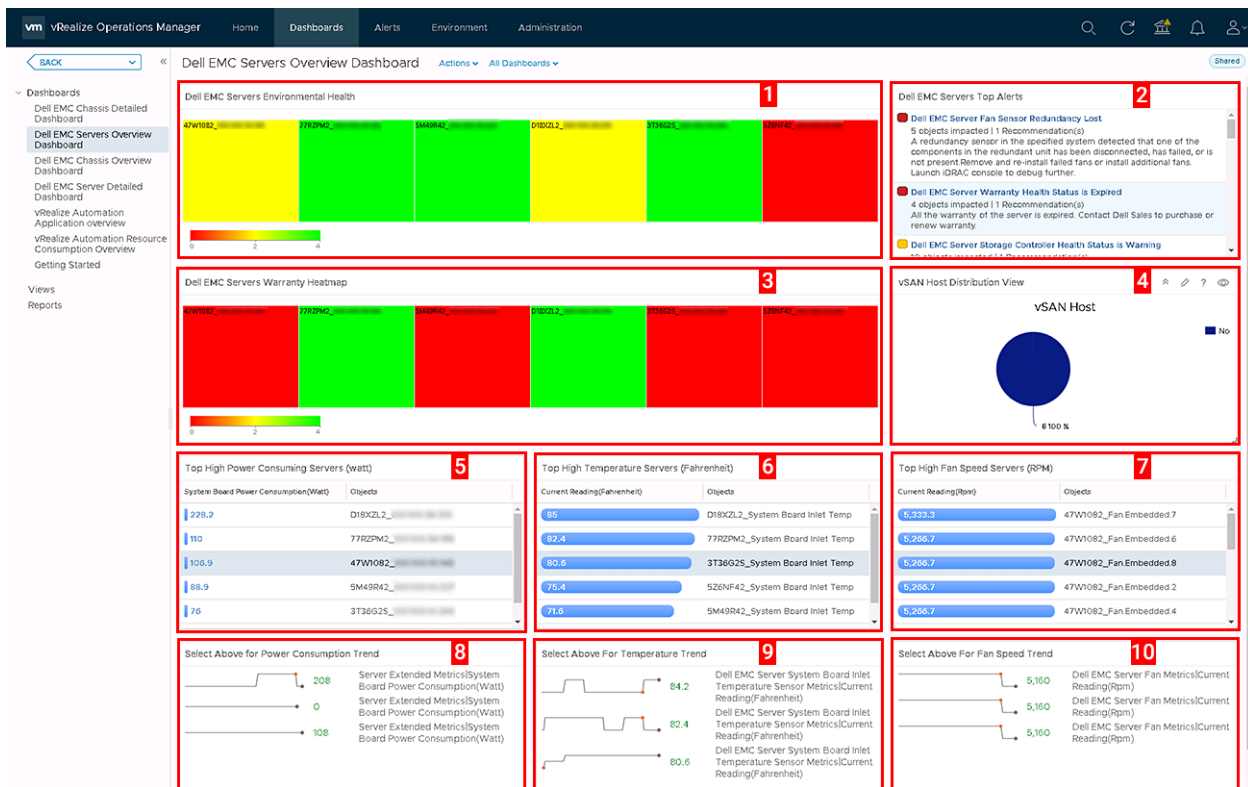 vm vRealize Operations Manager Home Dashboards Alerts Environment Administration
BACK
Dell EMC Servers Overview Dashboard Actions All Dashboards Shared
Dashboards
Dell EMC Chassis Detailed
Dashboard
Dell EMC Servers Overview
Dashboard
Dell EMC Chassis Overview
Dashboard
Dell EMC Server Detailed
Dashboard
vRealize Automation
Application overview
vRealize Automation Resource
Consumption Overview
Getting Started
Views
Reports
Dell EMC Servers Environmental Health 1
47W1082_ 77RZPM2_ 5M49R42_ D18XZL2_ 3T36G2S_ 5Z6NF42_
0 2 4
Dell EMC Servers Top Alerts 2
Dell EMC Server Fan Sensor Redundancy Lost
5 objects impacted | 1 Recommendation(s)
A redundancy sensor in the specified system detected that one of the
components in the redundant unit has been disconnected, has failed, or is
not present.Remove and re-install failed fans or install additional fans.
Launch iDRAC console to debug further.
Dell EMC Server Warranty Health Status is Expired
4 objects impacted | 1 Recommendation(s)
All the warranty of the server is expired. Contact Dell Sales to purchase or
renew warranty.
Dell EMC Server Storage Controller Health Status is Warning
Dell EMC Servers Warranty Heatmap 3
47W1082_ 77RZPM2_ 5M49R42_ D18XZL2_ 3T36G2S_ 5Z6NF42_
0 2 4
vSAN Host Distribution View 4
?
vSAN Host
No
6 100 %
Top High Power Consuming Servers (watt) 5
System Board Power Consumption(Watt) Objects
228.2 D18XZL2_
110 77RZPM2_
106.9 47W1082_
88.9 5M49R42_
76 3T36G2S_
Top High Temperature Servers (Fahrenheit) 6
Current Reading(Fahrenheit) Objects
85 D18XZL2_System Board Inlet Temp
82.4 77RZPM2_System Board Inlet Temp
80.6 3T36G2S_System Board Inlet Temp
75.4 5Z6NF42_System Board Inlet Temp
71.6 5M49R42_System Board Inlet Temp
Top High Fan Speed Servers (RPM) 7
Current Reading(Rpm) Objects
5,333.3 47W1082_Fan.Embedded.7
5,266.7 47W1082_Fan.Embedded.6
5,266.7 47W1082_Fan.Embedded.8
5,266.7 47W1082_Fan.Embedded.2
5,266.7 47W1082_Fan.Embedded.4
Select Above for Power Consumption Trend 8
208 Server Extended Metrics|System
Board Power Consumption(Watt)
0 Server Extended Metrics|System
Board Power Consumption(Watt)
108 Server Extended Metrics|System
Board Power Consumption(Watt)
Select Above For Temperature Trend 9
Dell EMC Server System Board Inlet
84.2 Temperature Sensor Metrics|Current
Reading(Fahrenheit)
Dell EMC Server System Board Inlet
82.4 Temperature Sensor Metrics|Current
Reading(Fahrenheit)
Dell EMC Server System Board Inlet
80.6 Temperature Sensor Metrics|Current
Reading(Fahrenheit)
Select Above For Fan Speed Trend 10
5,160 Dell EMC Server Fan Metrics|Current
Reading(Rpm)
5,160 Dell EMC Server Fan Metrics|Current
Reading(Rpm)
5,160 Dell EMC Server Fan Metrics|Current
Reading(Rpm)